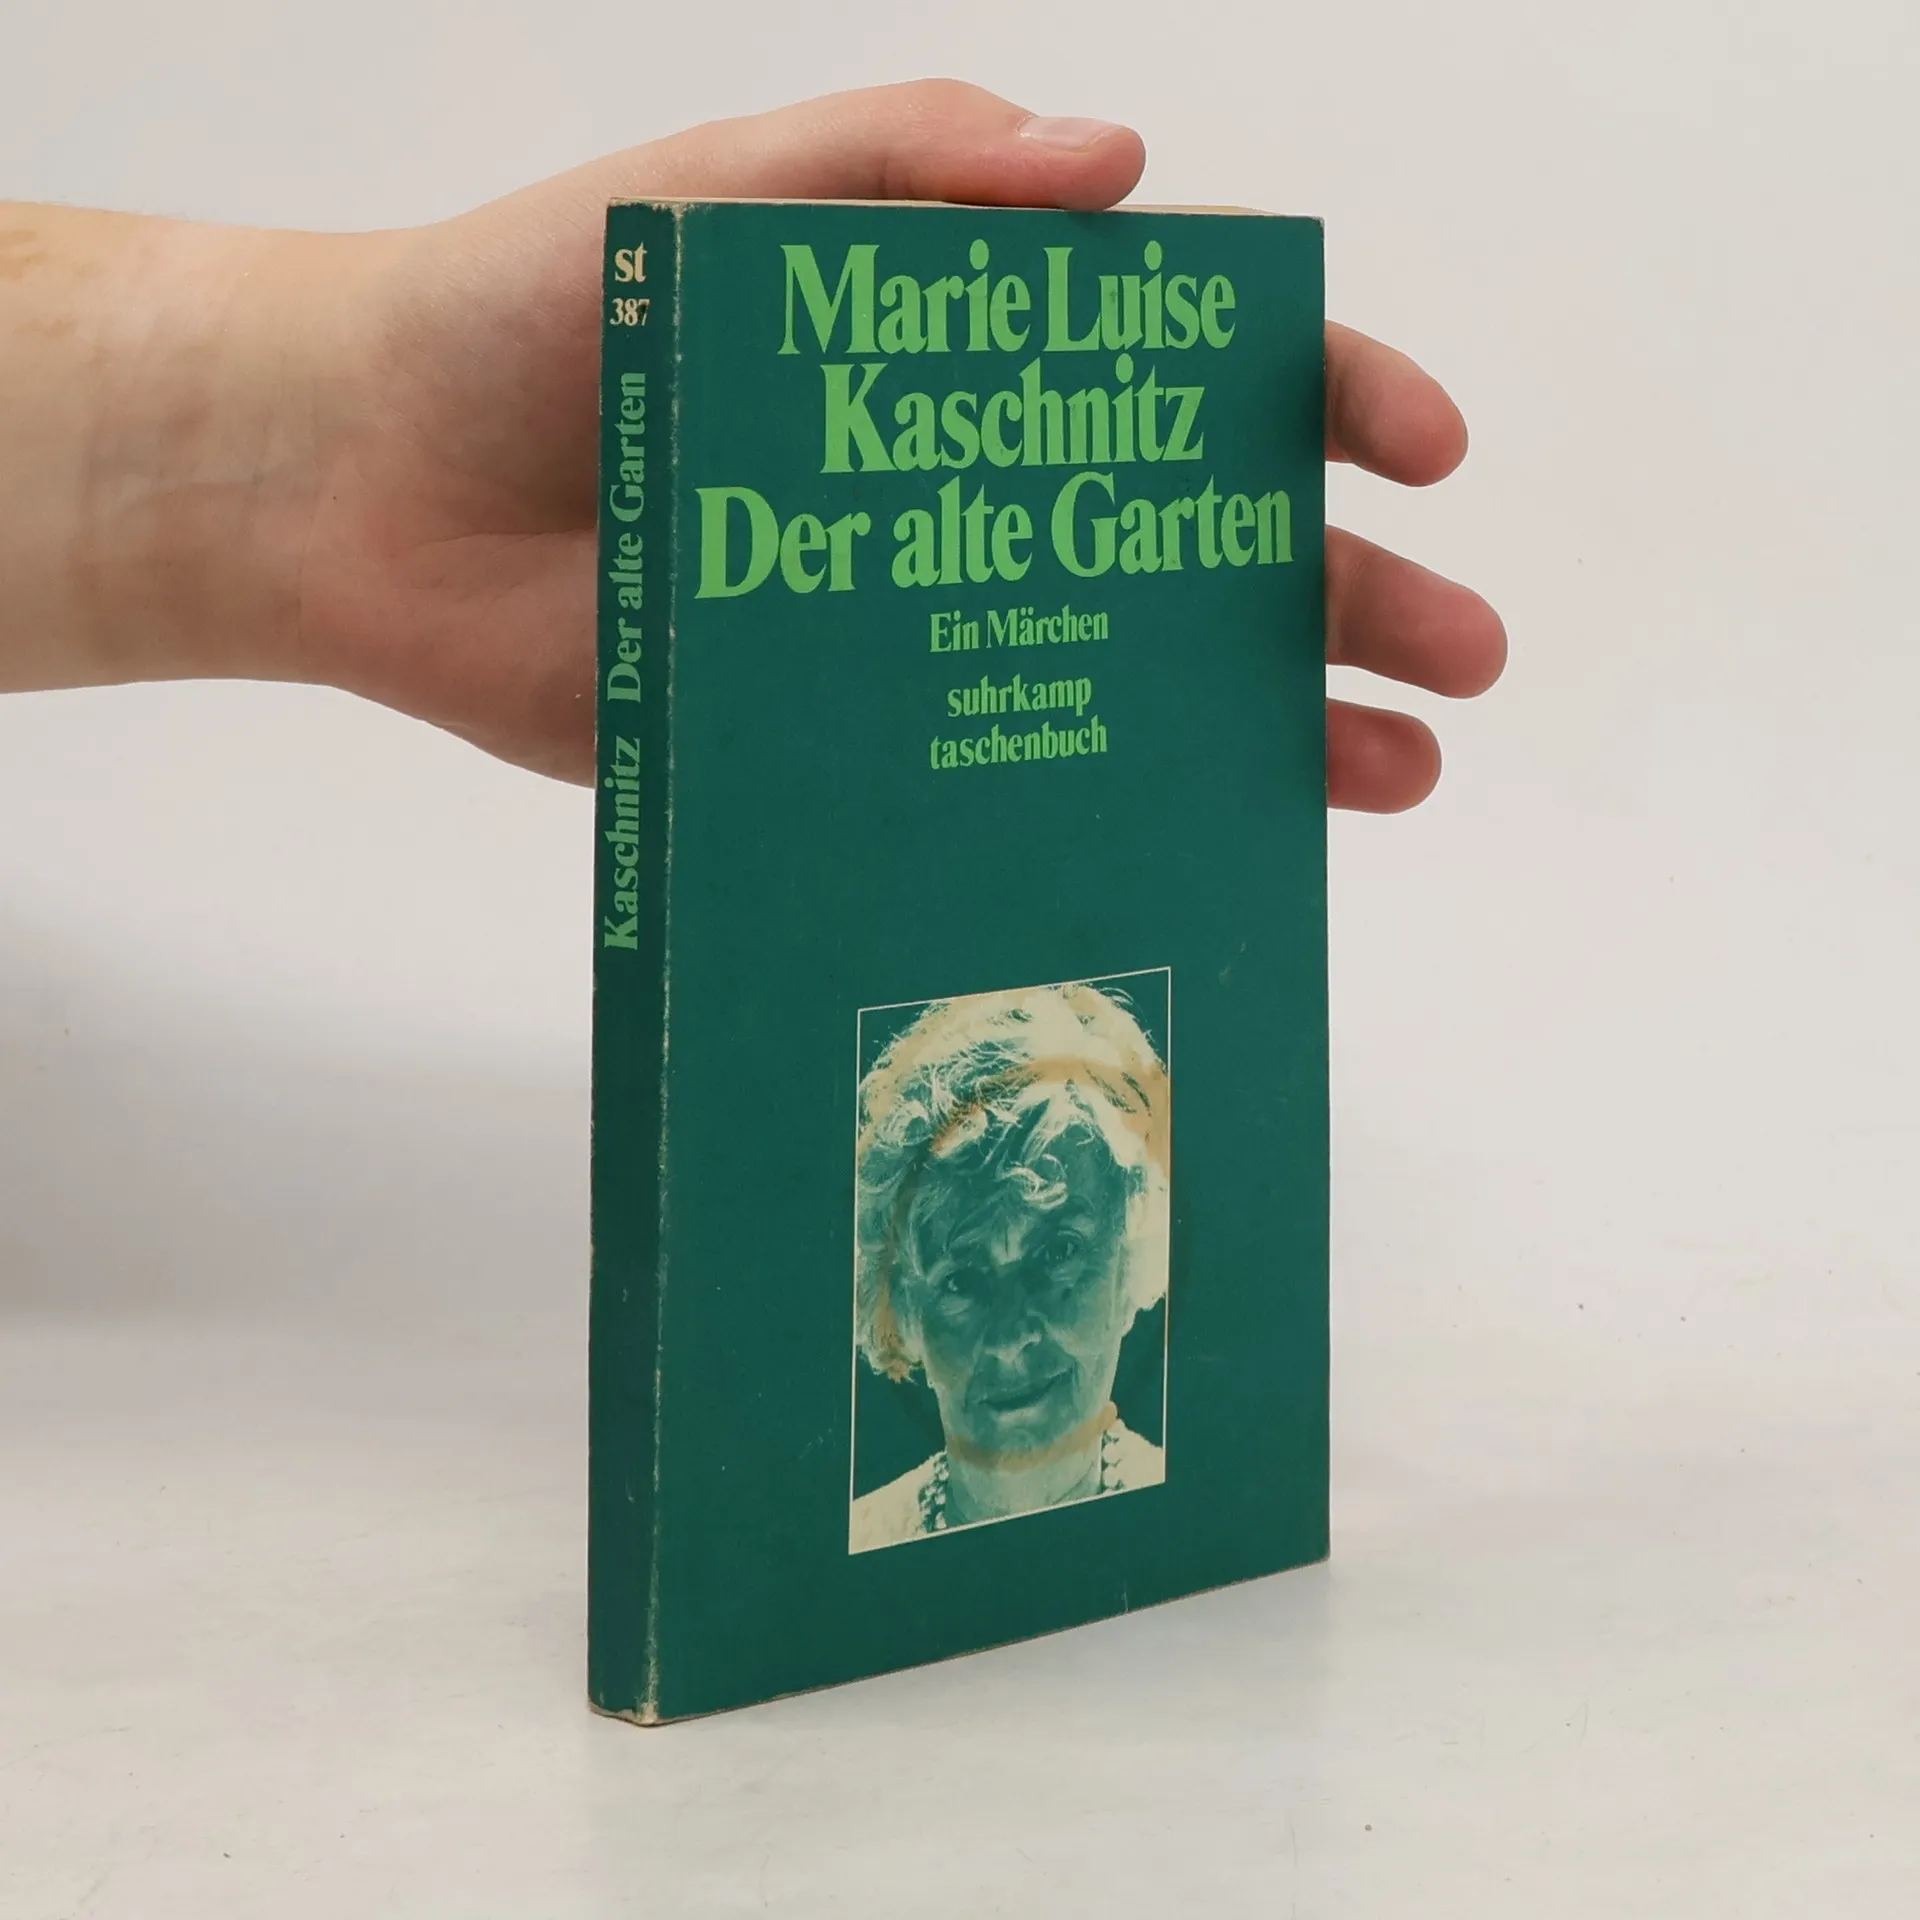 st
387
Kaschnitz Der alte Garten
Marie Luise
Kaschnitz
Der alte Garten
Ein Märchen
suhrkamp
taschenbuch